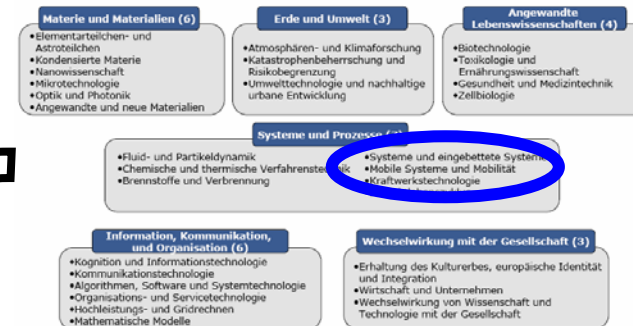 Materie und Materialien (6)
•Elementarteilchen- und
Astroteilchen
•Kondensierte Materie
•Nanowissenschaft
•Mikrotechnologie
•Optik und Photonik
•Angewandte und neue Materialien
Erde und Umwelt (3)
•Atmosphären- und Klimaforschung
•Katastrophenbeherrschung und
Risikobegrenzung
•Umwelttechnologie und nachhaltige
urbane Entwicklung
Angewandte
Lebenswissenschaften (4)
•Biotechnologie
•Toxikologie und
Ernährungswissenschaft
•Gesundheit und Medizintechnik
•Zellbiologie
Systeme und Prozesse
•Fluid- und Partikeldynamik
•Chemische und thermische
•Brennstoffe und Verbrennung
•Systeme und eingebettete Systeme
•Mobile Systeme und Mobilität
•Kraftwerkstechnologie
Information, Kommunikation,
und Organisation (6)
•Kognition und Informationstechnologie
•Kommunikationstechnologie
•Algorithmen, Software und Systemtechnologie
•Organisations- und Servicetechnologie
•Hochleistungs- und Gridrechnen
•Mathematische Modelle
Wechselwirkung mit der Gesellschaft (3)
•Erhaltung des Kulturerbes, europäische Identität
und Integration
•Wirtschaft und Unternehmen
•Wechselwirkung von Wissenschaft und
Technologie mit der Gesellschaft